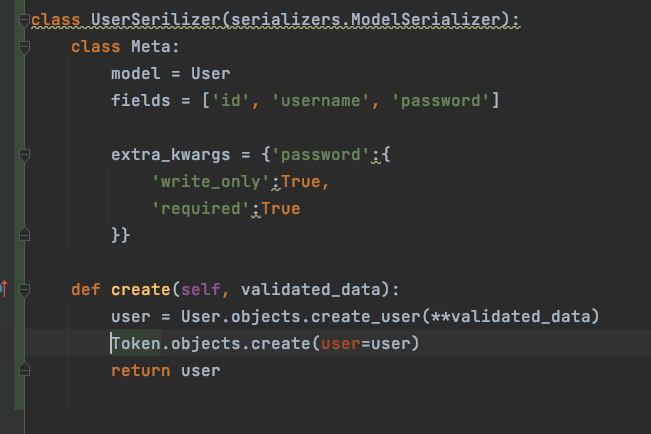 class UserSerilizer(serializers.ModelSerializer):
    class Meta:
        model = User
        fields = ['id', 'username', 'password']

        extra_kwargs = {'password':{
            'write_only':True,
            'required':True
        }}

    def create(self, validated_data):
        user = User.objects.create_user(**validated_data)
        Token.objects.create(user=user)
        return user